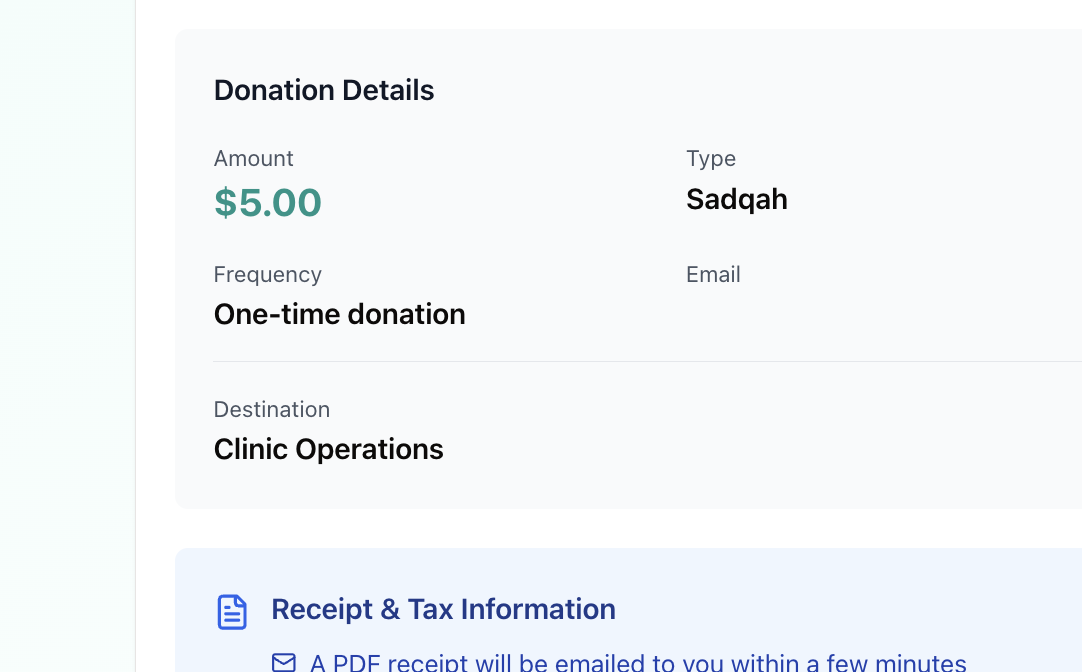 Donation Details
Amount
Type
$5.00
Sadqah
Frequency
Email
One-time donation
Destination
Clinic Operations
Receipt & Tax Information
A PDF receipt will be emailed to you within a few minutes